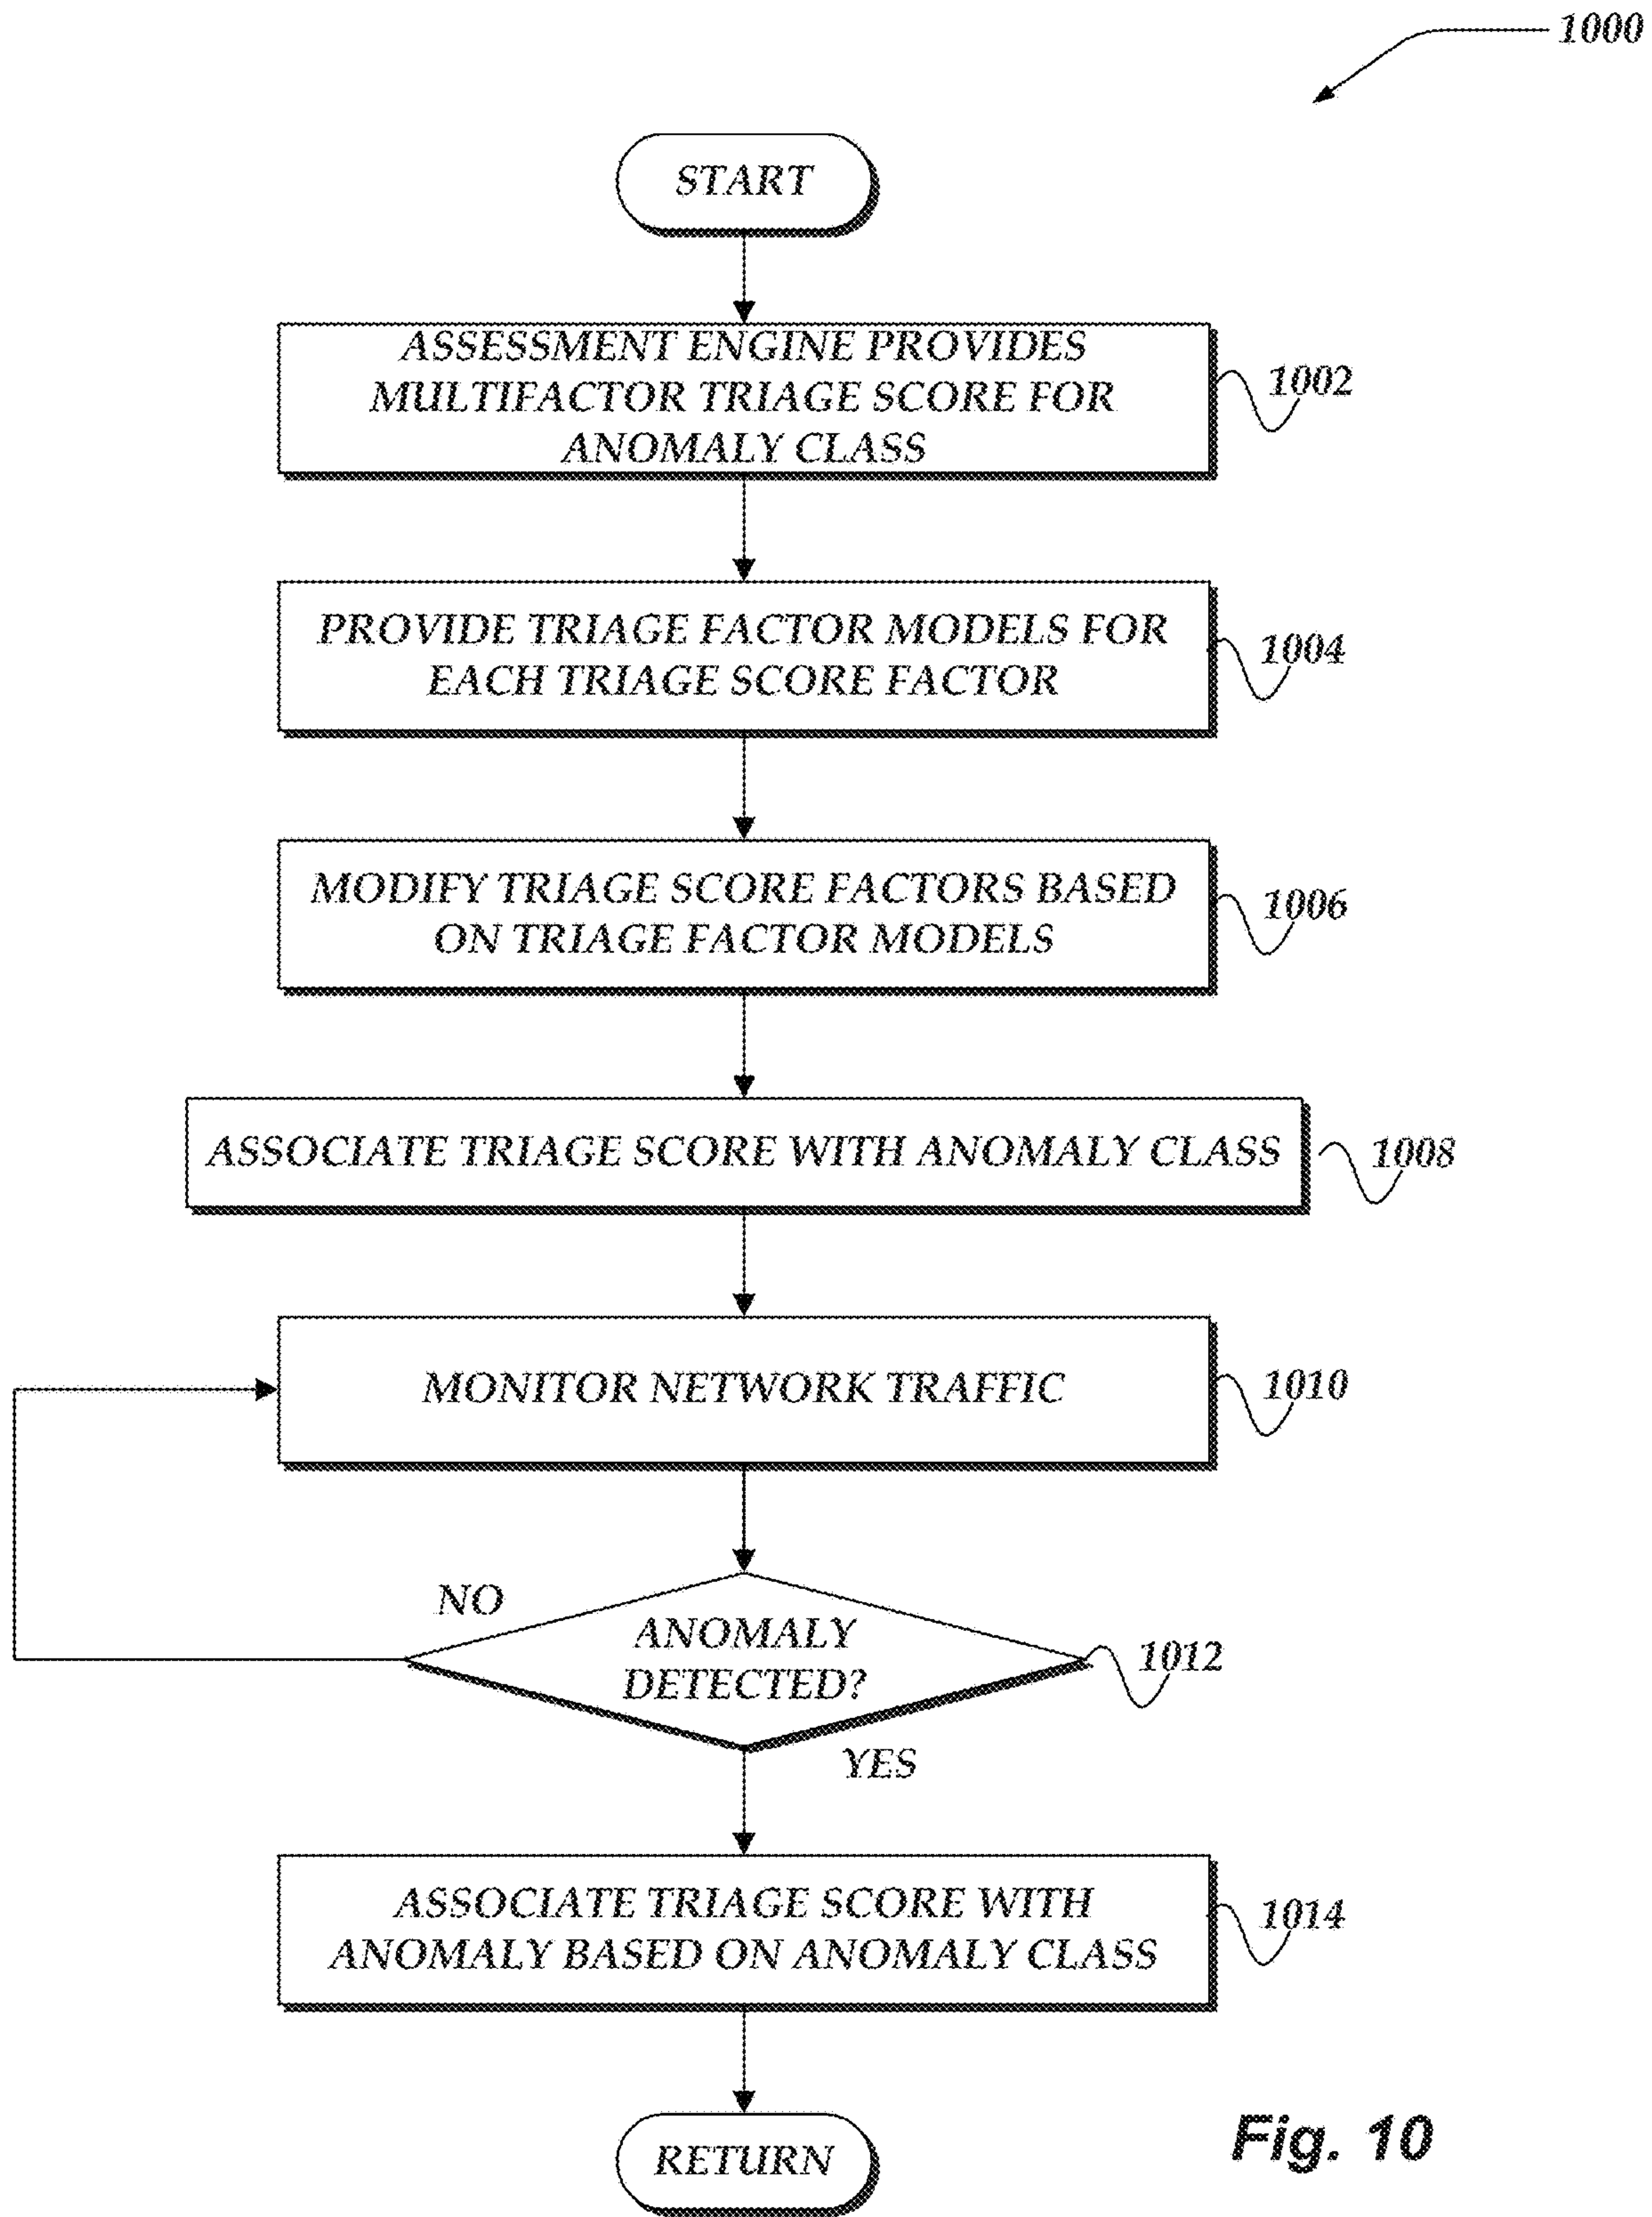 1000
START
ASSESSMENT ENGINE PROVIDES
MULTIFACTOR TRIAGE SCORE FOR
ANOMALY CLASS
1002
PROVIDE TRIAGE FACTOR MODELS FOR
EACH TRIAGE SCORE FACTOR
1004
MODIFY TRIAGE SCORE FACTORS BASED
ON TRIAGE FACTOR MODELS
1006
ASSOCIATE TRIAGE SCORE WITH ANOMALY CLASS
1008
MONITOR NETWORK TRAFFIC
1010
NO
ANOMALY
DETECTED?
1012
YES
ASSOCIATE TRIAGE SCORE WITH
ANOMALY BASED ON ANOMALY CLASS
1014
RETURN
Fig. 10